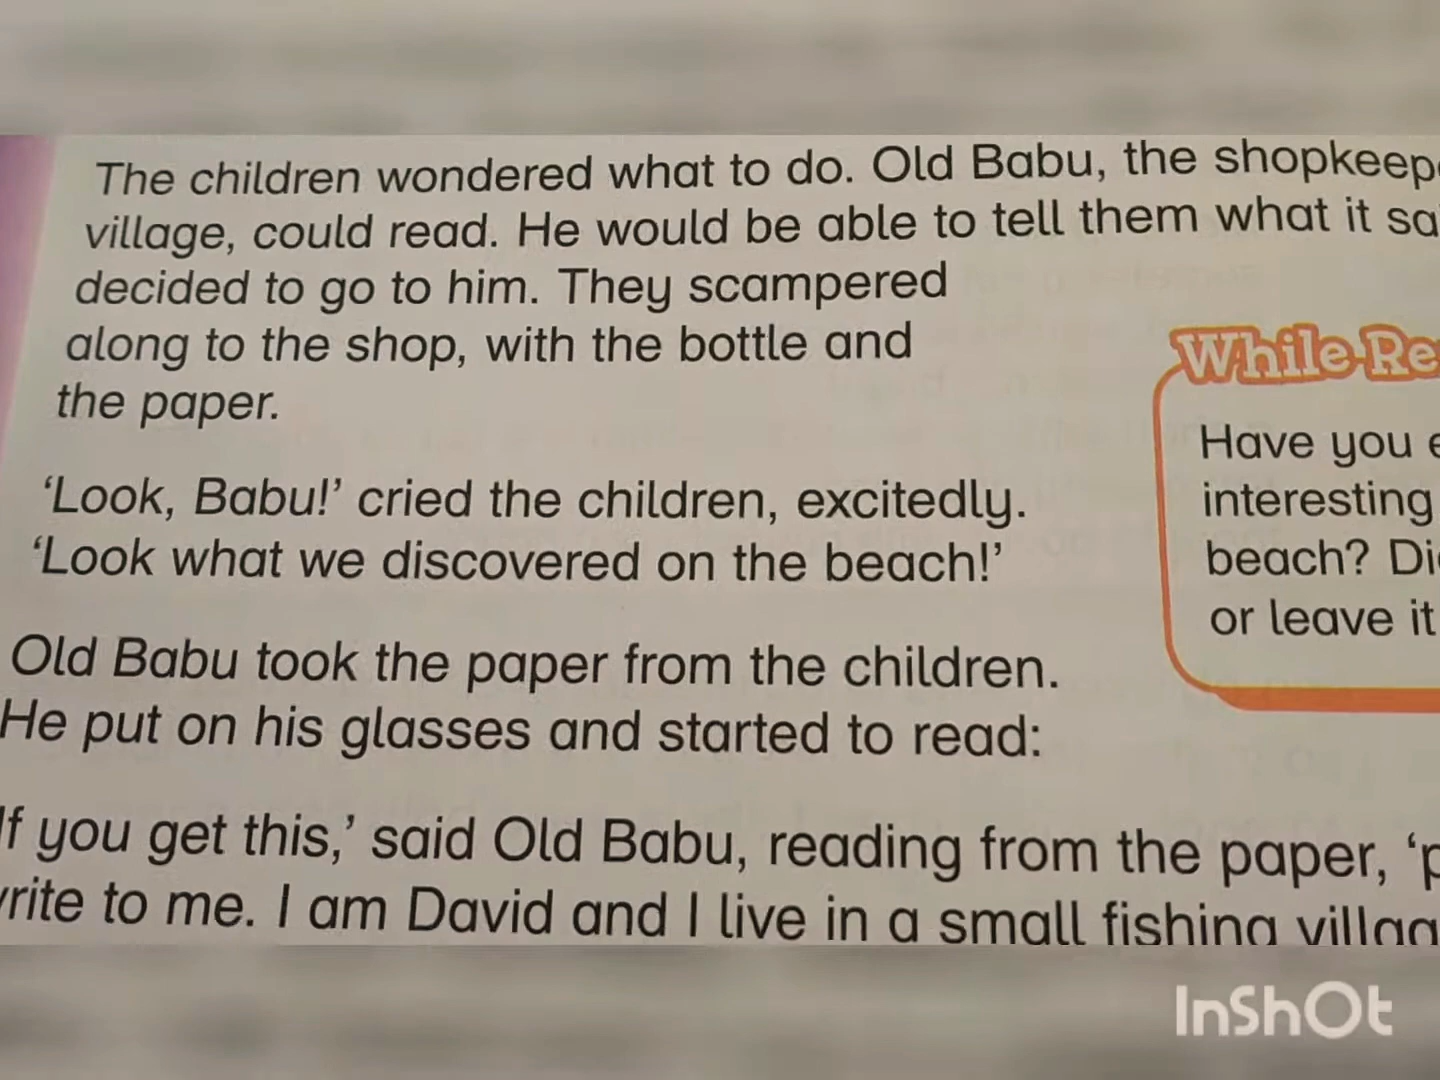 The children wondered what to do. Old Babu, the shopkeep
village, could read. He would be able to tell them what it sa
decided to go to him. They scampered
along to the shop, with the bottle and
the paper.
‘Look, Babu!’ cried the children, excitedly.
‘Look what we discovered on the beach!’
Old Babu took the paper from the children.
He put on his glasses and started to read:
If you get this,’ said Old Babu, reading from the paper, ‘p
rite to me. I am David and I live in a small fishing villag
While-Re
Have you e
interesting
beach? Di
or leave it
InShOt